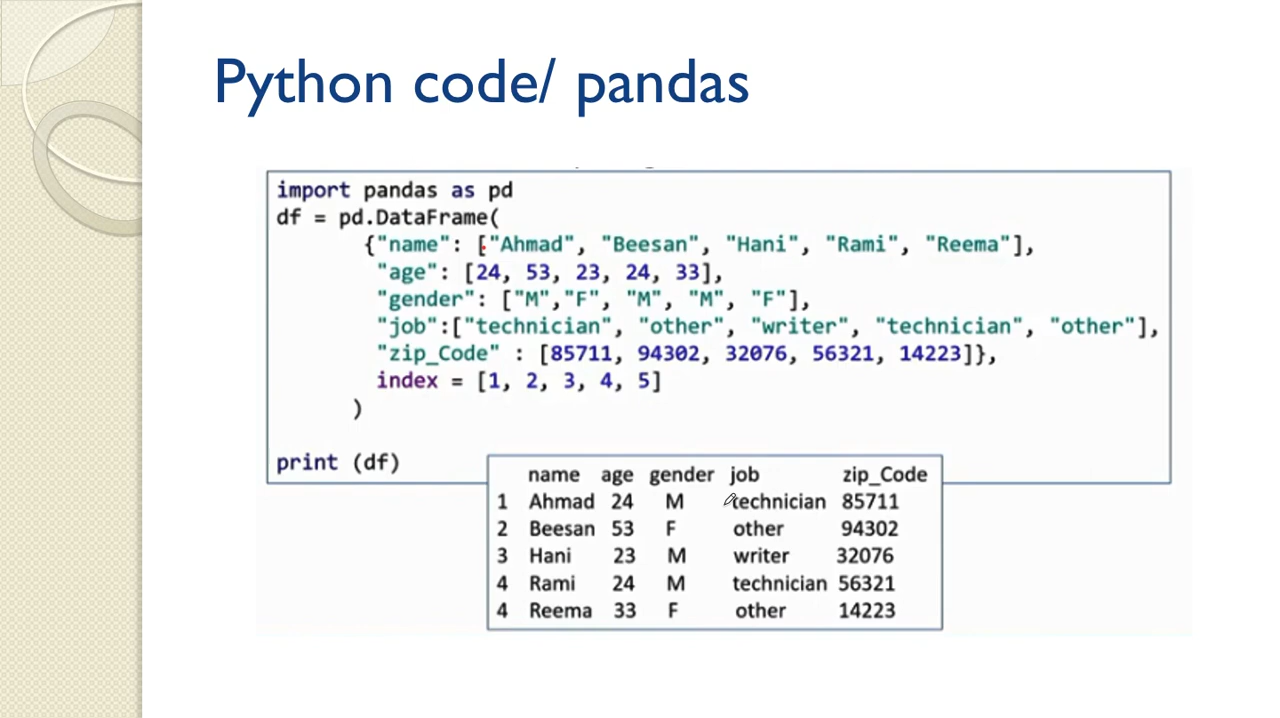 Python code/ pandas
import pandas as pd
df = pd.DataFrame(
{"name": ["Ahmad", "Beesan", "Hani", "Rami", "Reema"],
"age": [24, 53, 23, 24, 33],
"gender": ["M","F", "M", "M", "F"],
"job":["technician", "other", "writer", "technician", "other"],
"zip_Code" : [85711, 94302, 32076, 56321, 14223]},
index = [1, 2, 3, 4, 5]
)
print (df)
name age gender job zip_Code
1 Ahmad 24 M technician 85711
2 Beesan 53 F other 94302
3 Hani 23 M writer 32076
4 Rami 24 M technician 56321
4 Reema 33 F other 14223